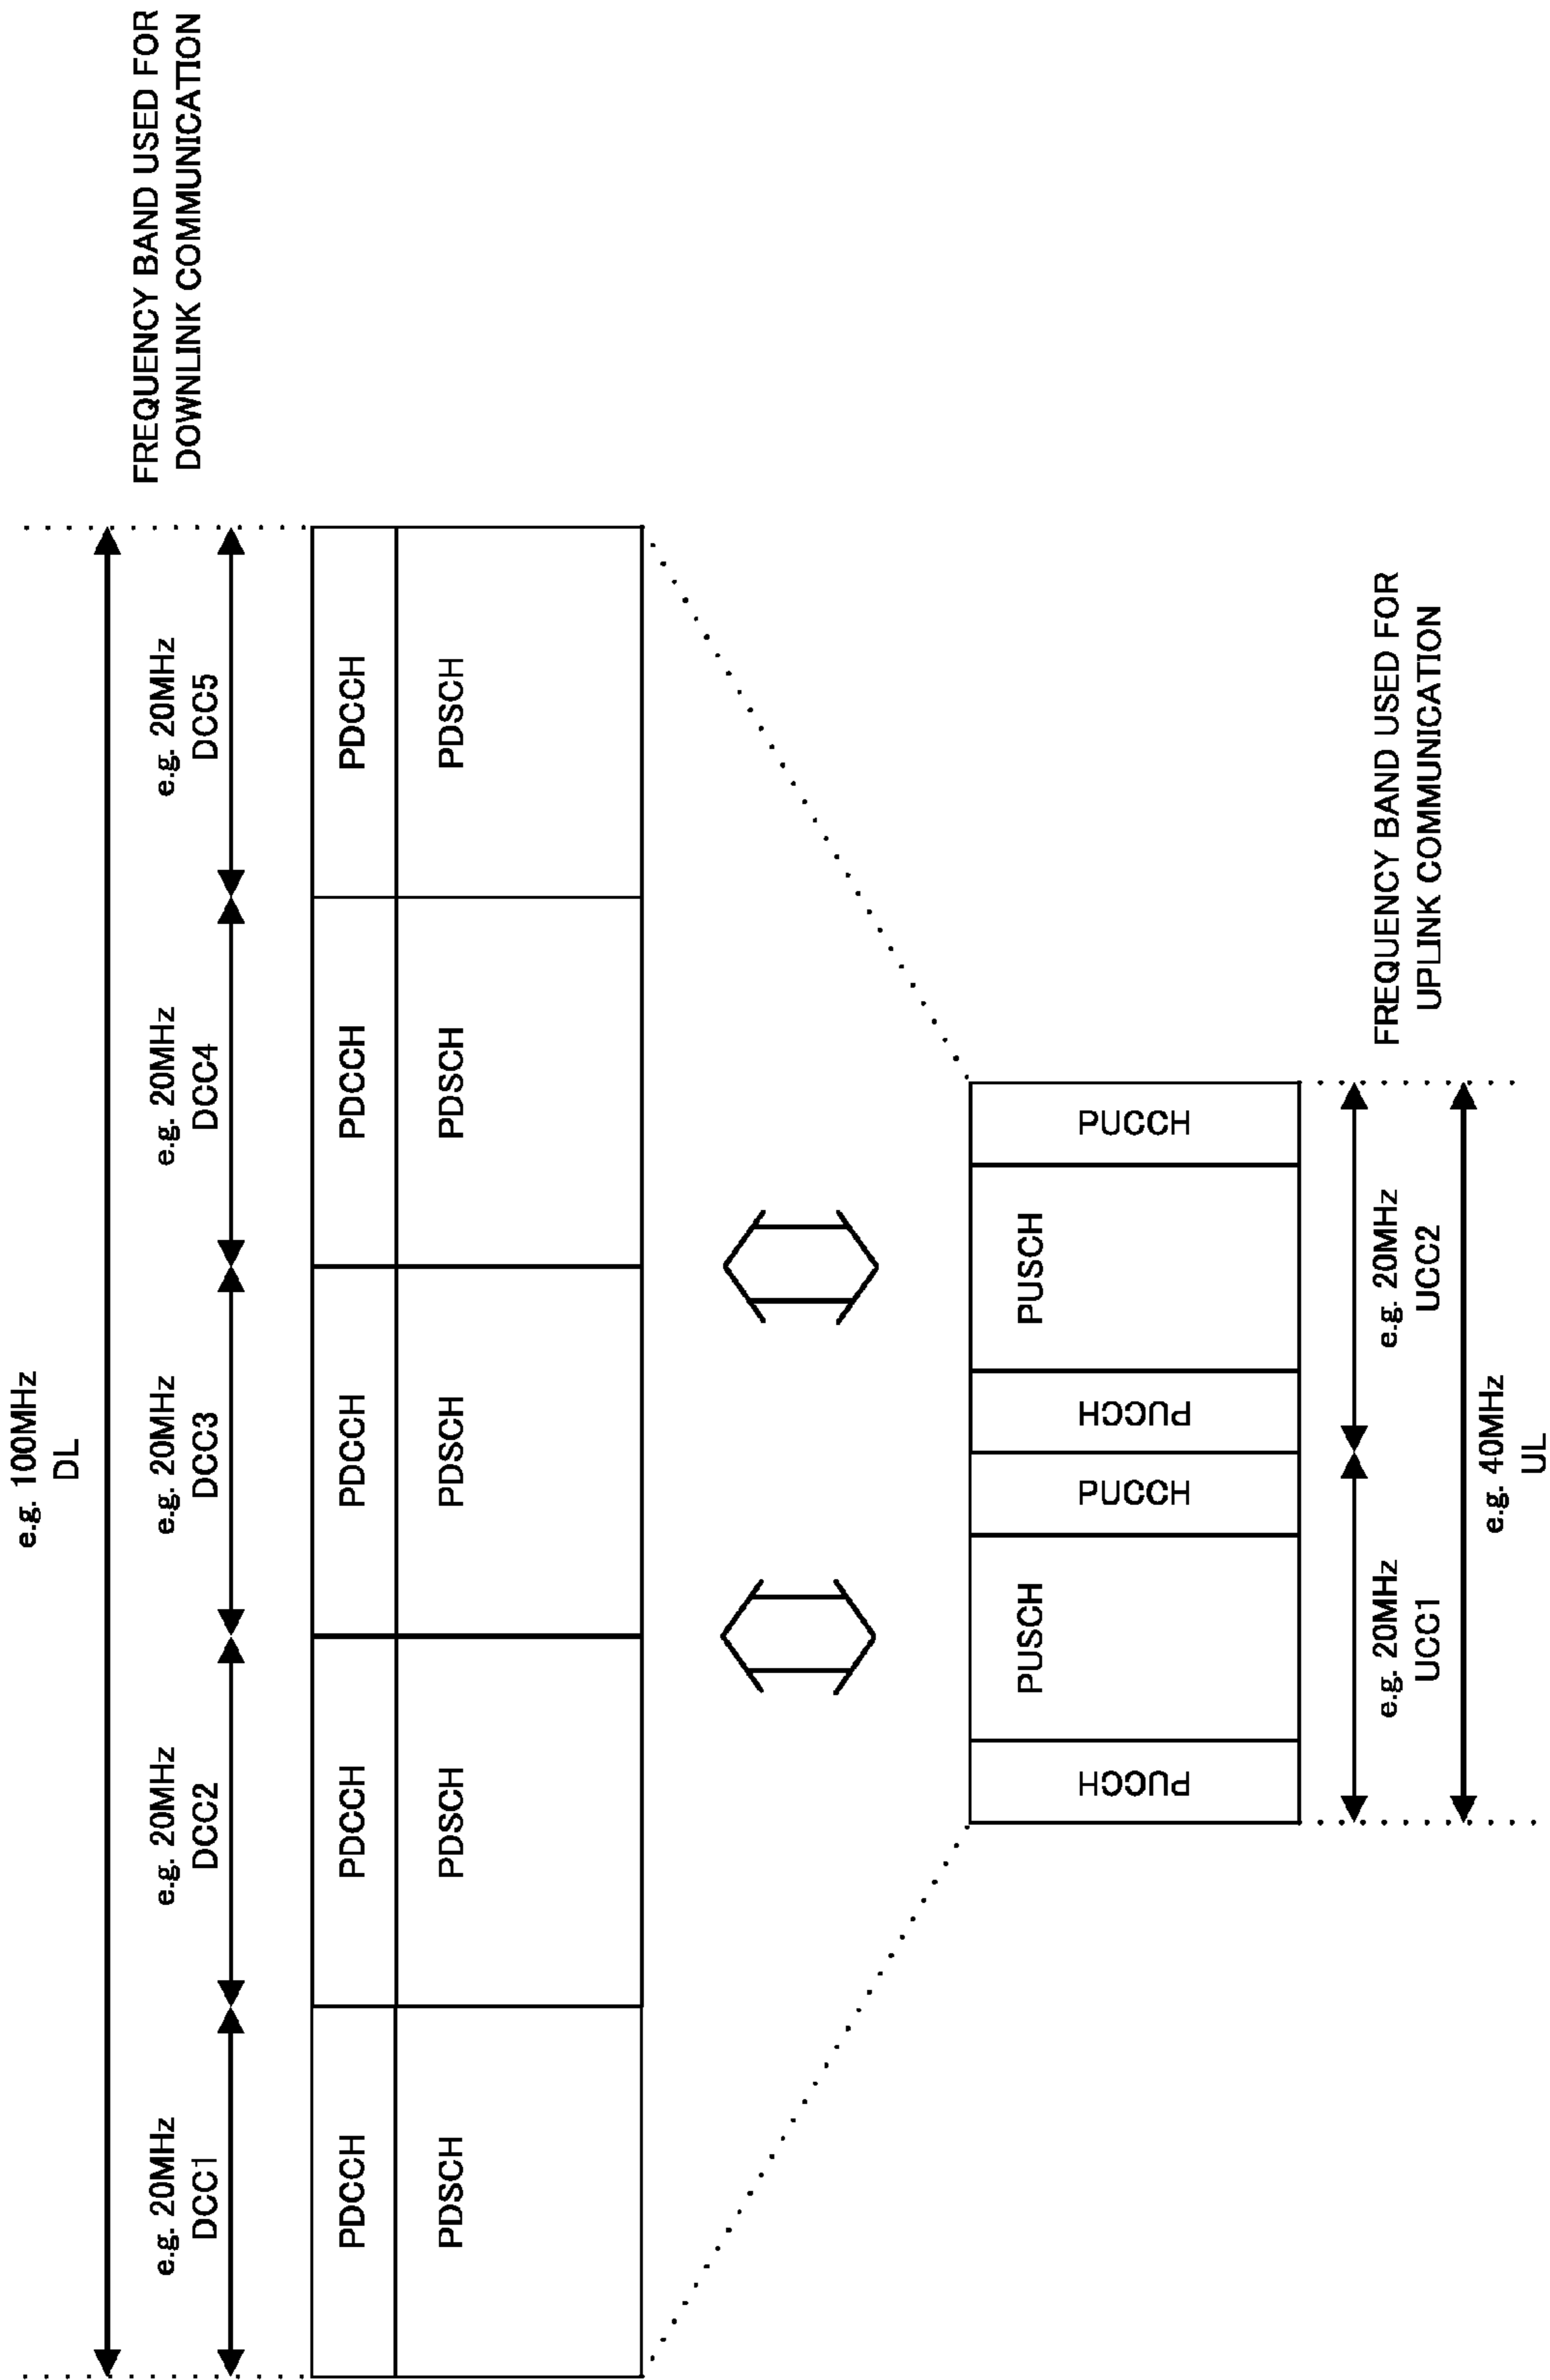 e.g. 100MHz
DL
FREQUENCY BAND USED FOR
DOWNLINK COMMUNICATION
e.g. 20MHz
DCC1
e.g. 20MHz
DCC2
e.g. 20MHz
DCC3
e.g. 20MHz
DCC4
e.g. 20MHz
DCC5
PDCCH
PDCCH
PDCCH
PDCCH
PDCCH
PDSCH
PDSCH
PDSCH
PDSCH
PDSCH
PUCCH
PUSCH
PUCCH
PUCCH
PUSCH
PUCCH
e.g. 20MHz
UCC1
e.g. 20MHz
UCC2
FREQUENCY BAND USED FOR
UPLINK COMMUNICATION
e.g. 40MHz
UL